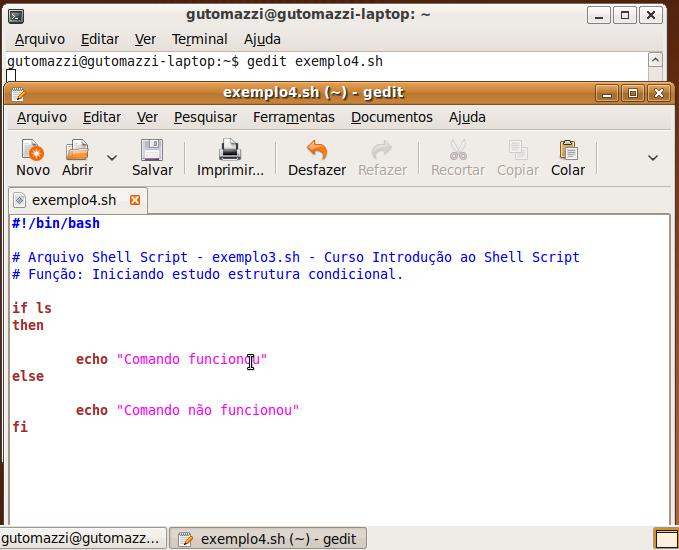 gutomazzi@gutomazzi-laptop: ~
Arquivo Editar Ver Terminal Ajuda
gutomazzi@gutomazzi-laptop:~$ gedit exemplo4.sh
exemplo4.sh (~) - gedit
Arquivo Editar Ver Pesquisar Ferramentas Documentos Ajuda
Novo Abrir Salvar Imprimir... Desfazer Refazer Recortar Copiar Colar
exemplo4.sh
#!/bin/bash
# Arquivo Shell Script - exemplo3.sh - Curso Introdução ao Shell Script
# Função: Iniciando estudo estrutura condicional.
if ls
then
echo "Comando funcionou"
else
echo "Comando não funcionou"
fi
gutomazzi@gutomazz...
exemplo4.sh (~) - gedit